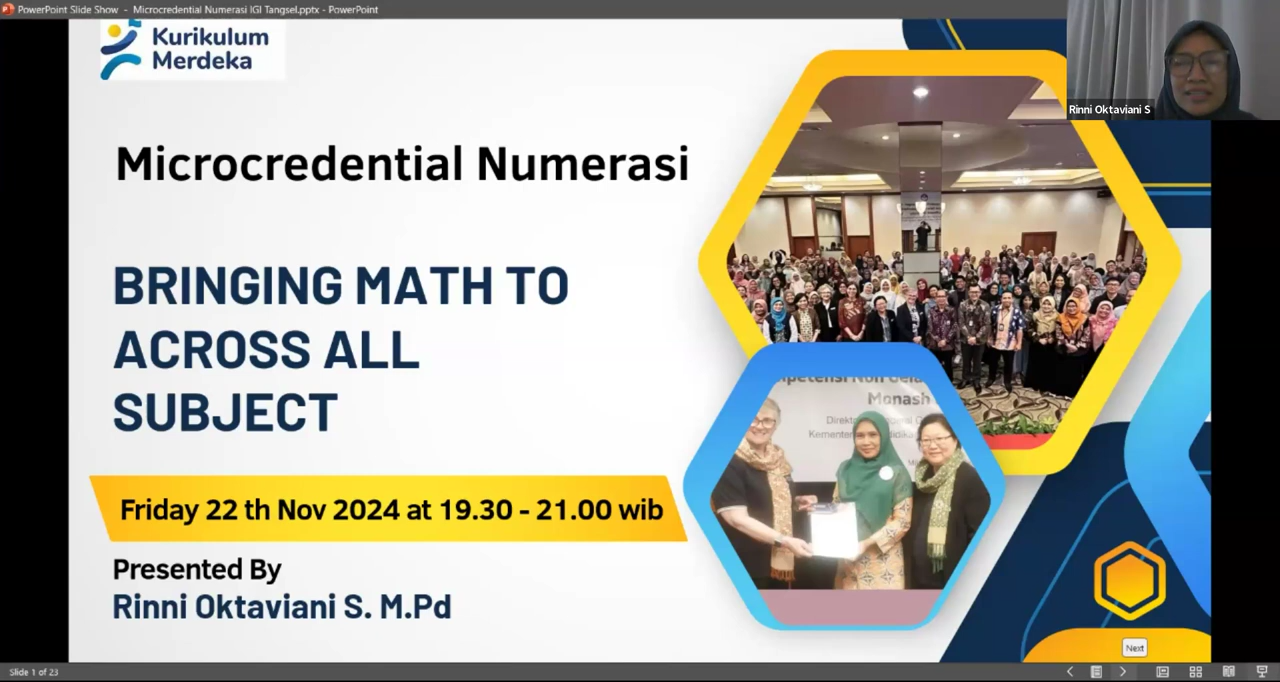 PowerPoint Slide Show - Microcredential Numerasi IGI Tangsel.pptx - PowerPoint
Kurikulum
Merdeka
Rinni Oktaviani S
Microcredential Numerasi
BRINGING MATH TO
ACROSS ALL
SUBJECT
Monash
Friday 22 th Nov 2024 at 19.30 - 21.00 wib
Presented By
Rinni Oktaviani S. M.Pd
Next
Slide 1 of 23